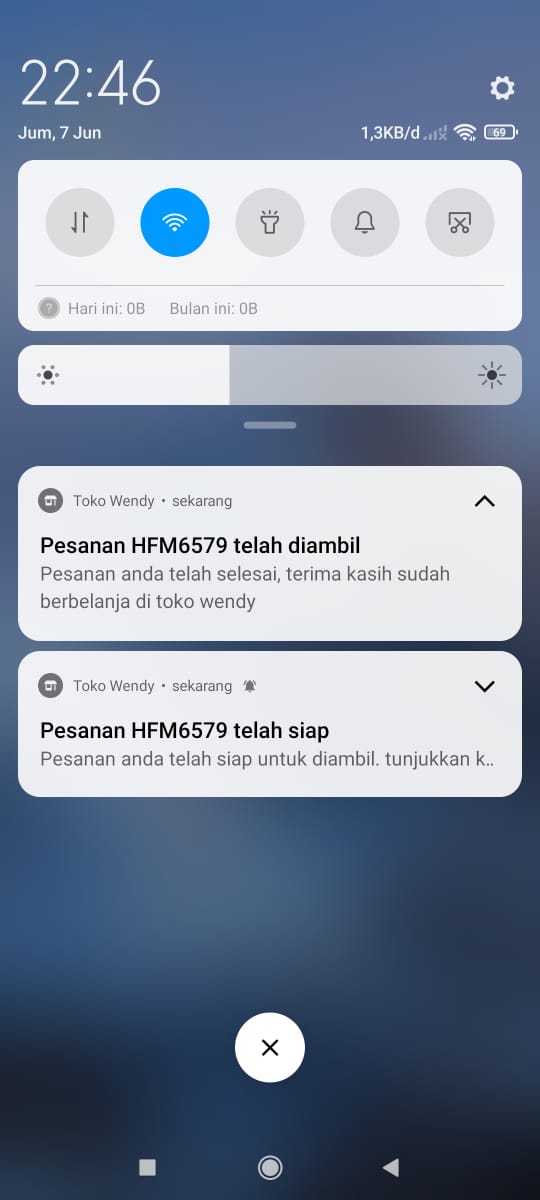 22:46
Jum, 7 Jun
1,3KB/d
69
Hari ini: 0B Bulan ini: 0B
Toko Wendy • sekarang
Pesanan HFM6579 telah diambil
Pesanan anda telah selesai, terima kasih sudah
berbelanja di toko wendy
Toko Wendy • sekarang
Pesanan HFM6579 telah siap
Pesanan anda telah siap untuk diambil. tunjukkan k..